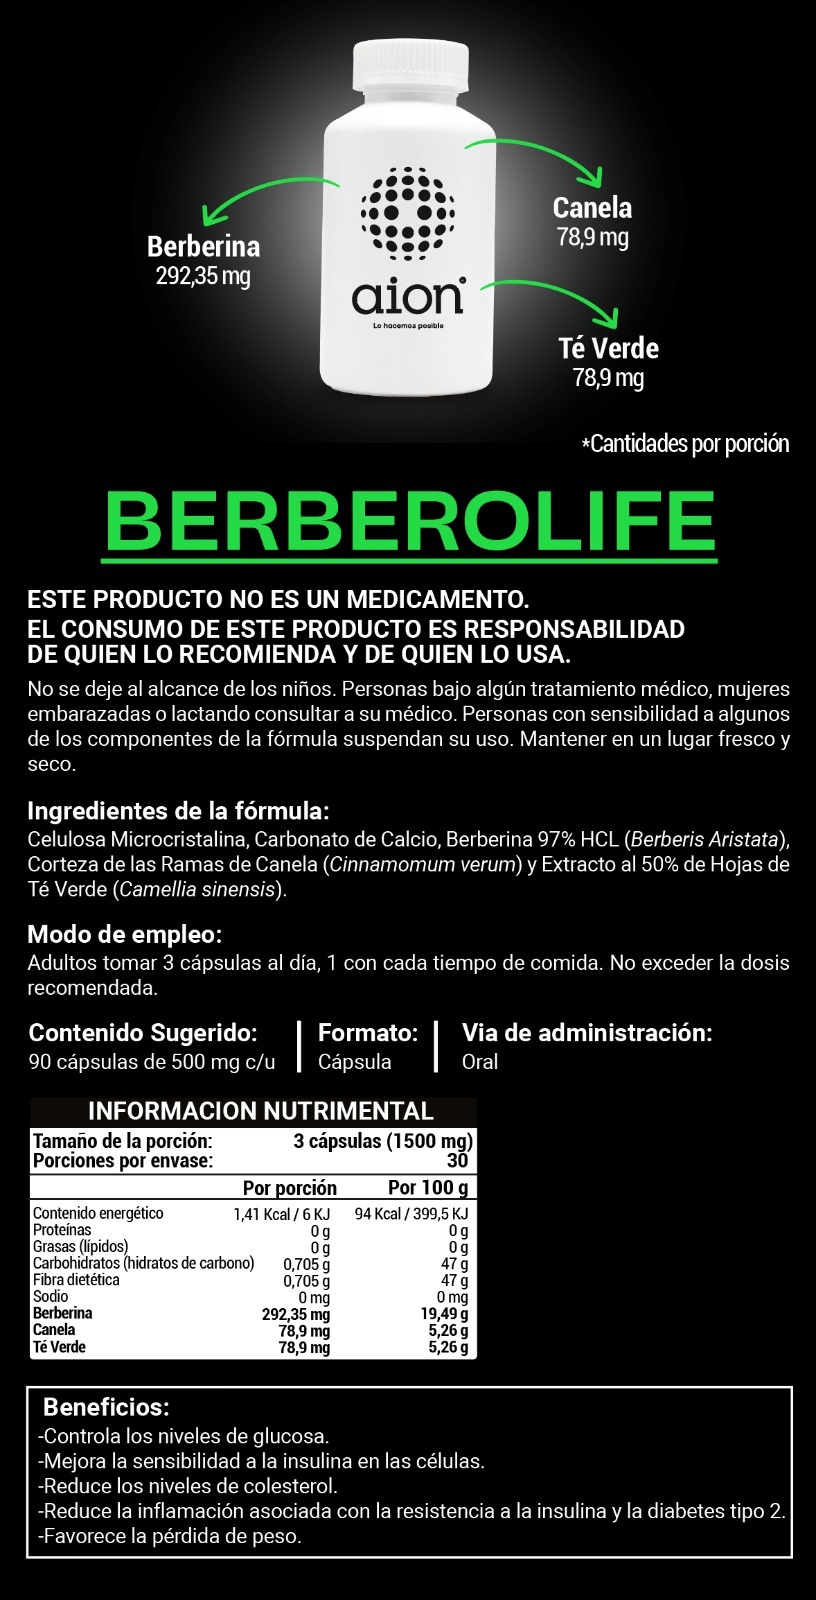 aion
Lo hacemos posible
Berberina
292,35 mg
Canela
78,9 mg
Té Verde
78,9 mg
*Cantidades por porción
BERBEROLIFE
ESTE PRODUCTO NO ES UN MEDICAMENTO.
EL CONSUMO DE ESTE PRODUCTO ES RESPONSABILIDAD
DE QUIEN LO RECOMIENDA Y DE QUIEN LO USA.
No se deje al alcance de los niños. Personas bajo algún tratamiento médico, mujeres
embarazadas o lactando consultar a su médico. Personas con sensibilidad a algunos
de los componentes de la fórmula suspendan su uso. Mantener en un lugar fresco y
seco.
Ingredientes de la fórmula:
Celulosa Microcristalina, Carbonato de Calcio, Berberina 97% HCL (Berberis Aristata),
Corteza de las Ramas de Canela (Cinnamomum verum) y Extracto al 50% de Hojas de
Té Verde (Camellia sinensis).
Modo de empleo:
Adultos tomar 3 cápsulas al día, 1 con cada tiempo de comida. No exceder la dosis
recomendada.
Contenido Sugerido:
90 cápsulas de 500 mg c/u
Formato:
Cápsula
Via de administración:
Oral
INFORMACION NUTRIMENTAL
Tamaño de la porción: 3 cápsulas (1500 mg)
Porciones por envase: 30
Por porción Por 100 g
Contenido energético 1,41 Kcal / 6 KJ 94 Kcal / 399,5 KJ
Proteínas 0 g 0 g
Grasas (lípidos) 0 g 0 g
Carbohidratos (hidratos de carbono) 0,705 g 47 g
Fibra dietética 0,705 g 47 g
Sodio 0 mg 0 mg
Berberina 292,35 mg 19,49 g
Canela 78,9 mg 5,26 g
Té Verde 78,9 mg 5,26 g
Beneficios:
-Controla los niveles de glucosa.
-Mejora la sensibilidad a la insulina en las células.
-Reduce los niveles de colesterol.
-Reduce la inflamación asociada con la resistencia a la insulina y la diabetes tipo 2.
-Favorece la pérdida de peso.